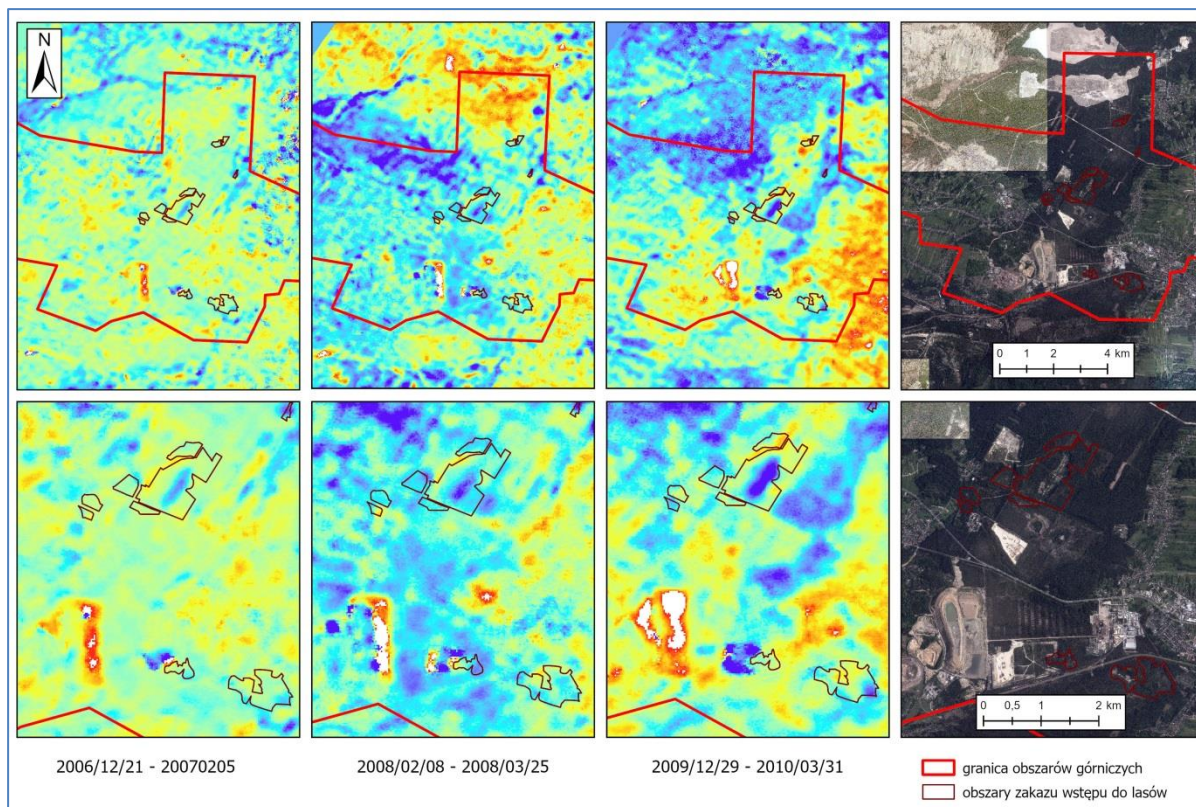 N
0 1 2 4 km
0 0,5 1 2 km
2006/12/21 - 20070205
2008/02/08 - 2008/03/25
2009/12/29 - 2010/03/31
granica obszarów górniczych
obszary zakazu wstępu do lasów